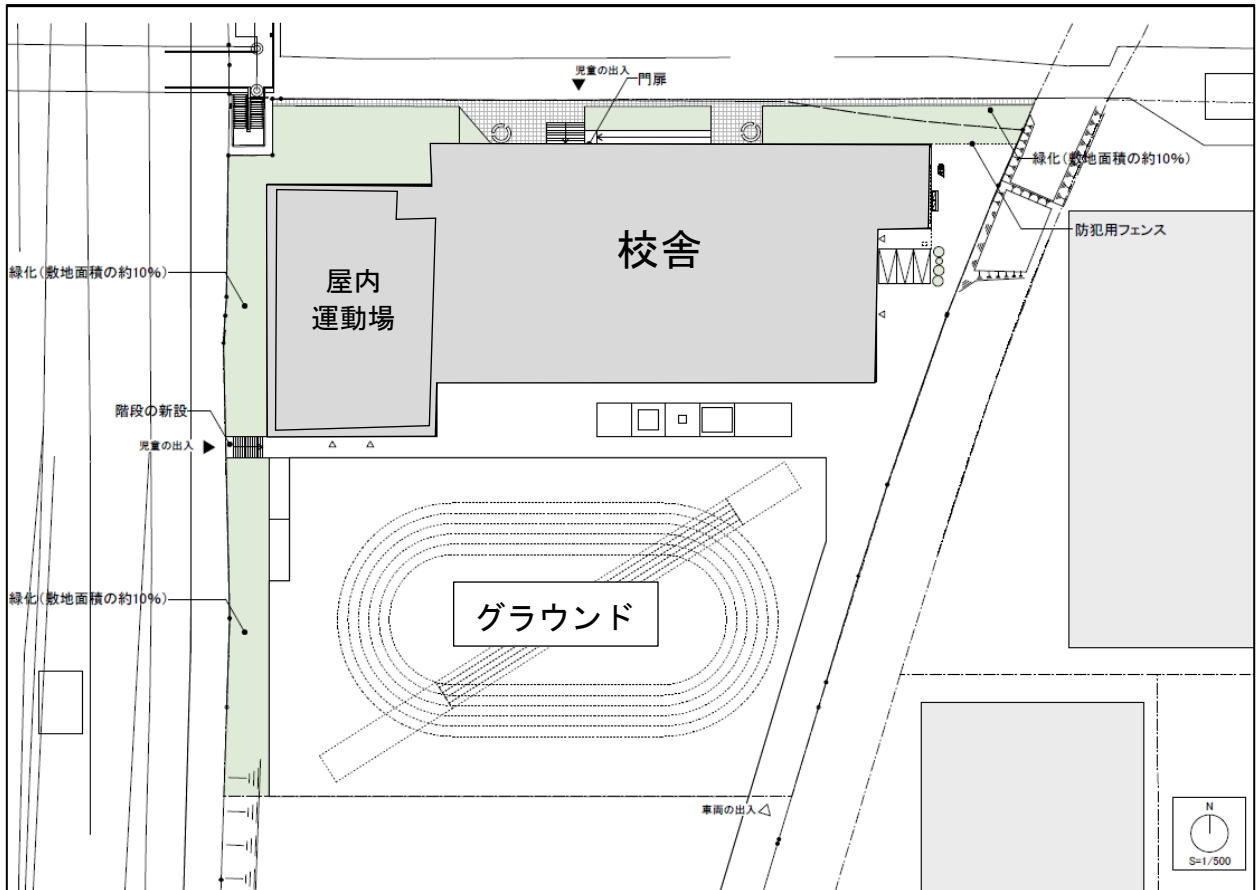 児童の出入
門扉
緑化(敷地面積の約10%)
防犯用フェンス
校舎
緑化(敷地面積の約10%)
屋内
運動場
階段の新設
児童の出入
緑化(敷地面積の約10%)
グラウンド
車両の出入
N
S=1/500